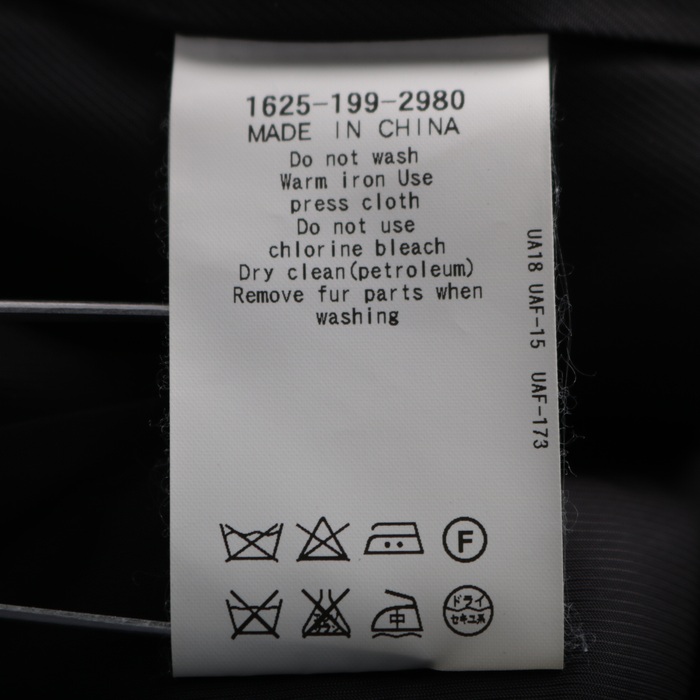 1625-199-2980
MADE IN CHINA
Do not wash
Warm iron Use
press cloth
Do not use
chlorine bleach
Dry clean(petroleum)
Remove fur parts when
washing
UA18 UAF-15 UAF-173
F
中
ドライ
セキユ系